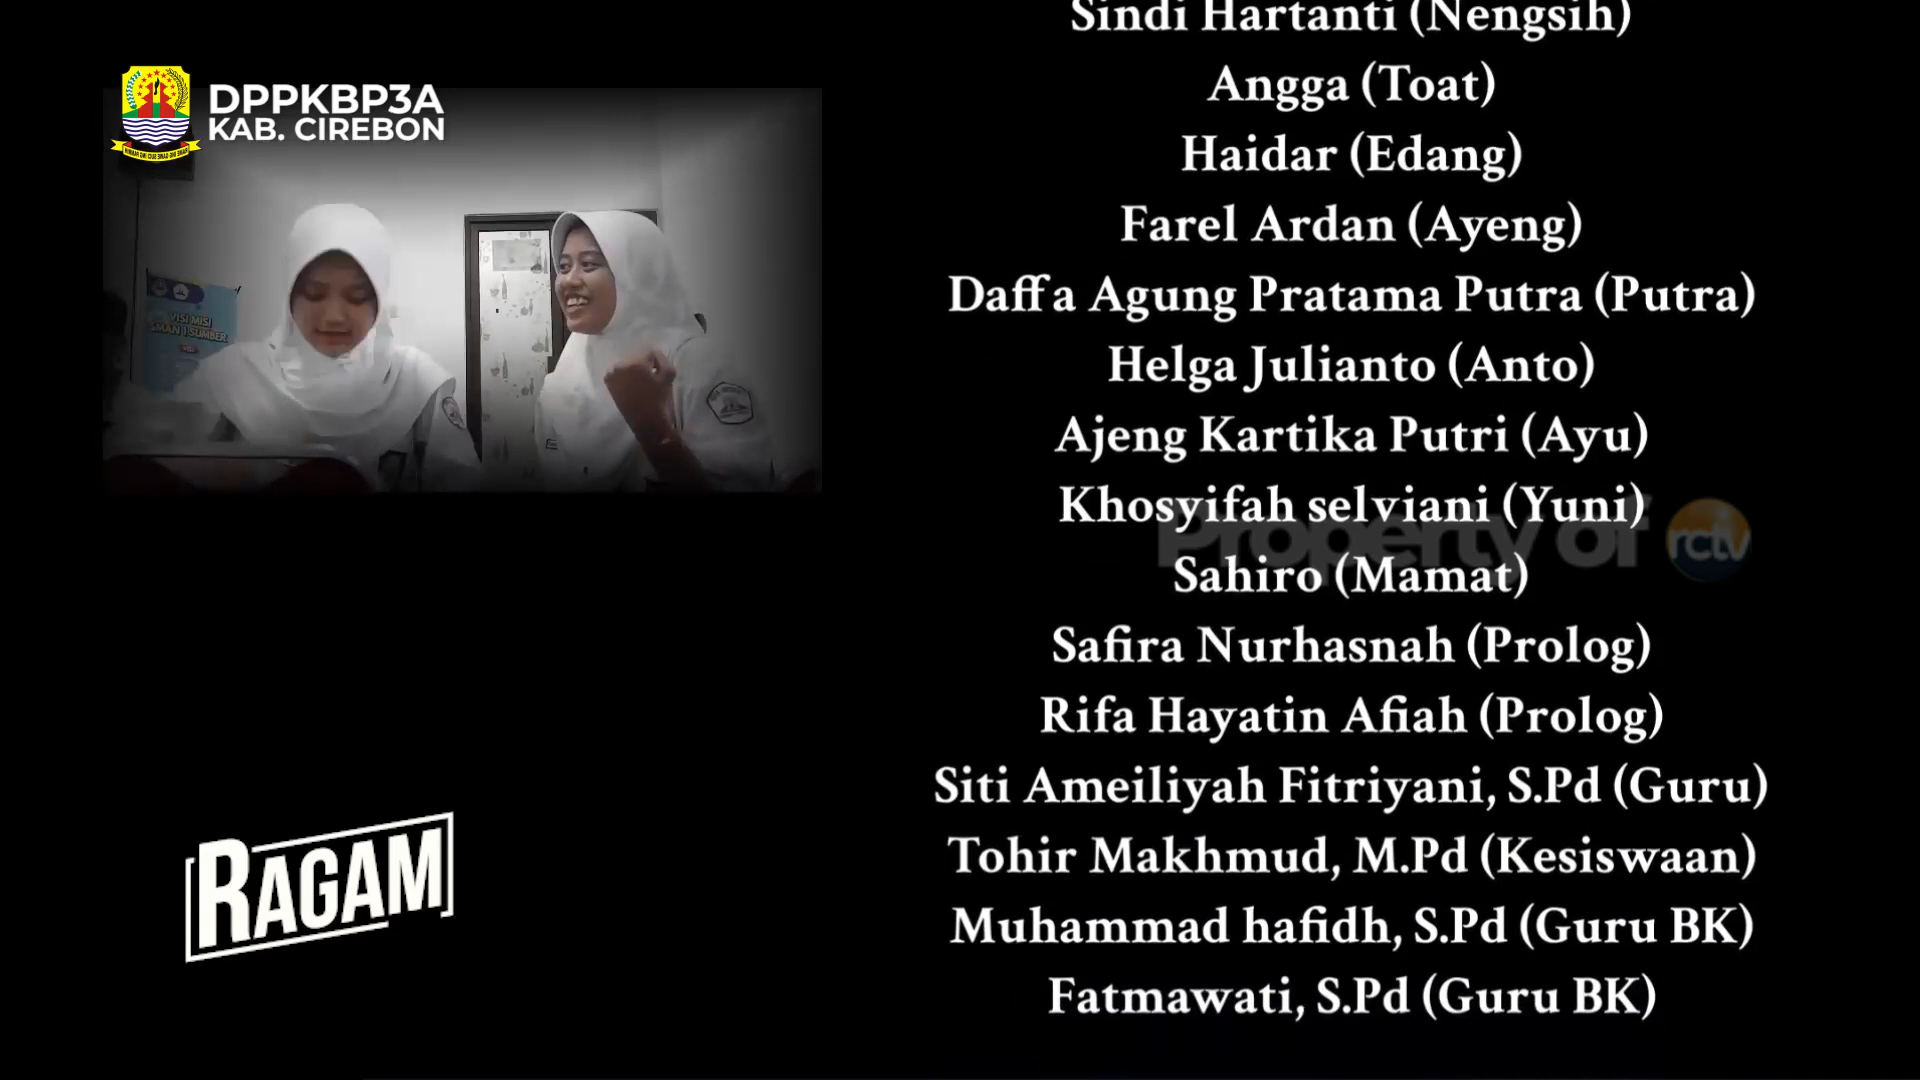 DPPKBP3A
KAB. CIREBON
VISI MISI
SMAN 1 SUMBER
RAGAM
Sindi Hartanti (Nengsih)
Angga (Toat)
Haidar (Edang)
Farel Ardan (Ayeng)
Daffa Agung Pratama Putra (Putra)
Helga Julianto (Anto)
Ajeng Kartika Putri (Ayu)
Khosyifah selviani (Yuni)
Property of rctv
Sahiro (Mamat)
Safira Nurhasnah (Prolog)
Rifa Hayatin Afiah (Prolog)
Siti Ameiliyah Fitriyani, S.Pd (Guru)
Tohir Makhmud, M.Pd (Kesiswaan)
Muhammad hafidh, S.Pd (Guru BK)
Fatmawati, S.Pd (Guru BK)